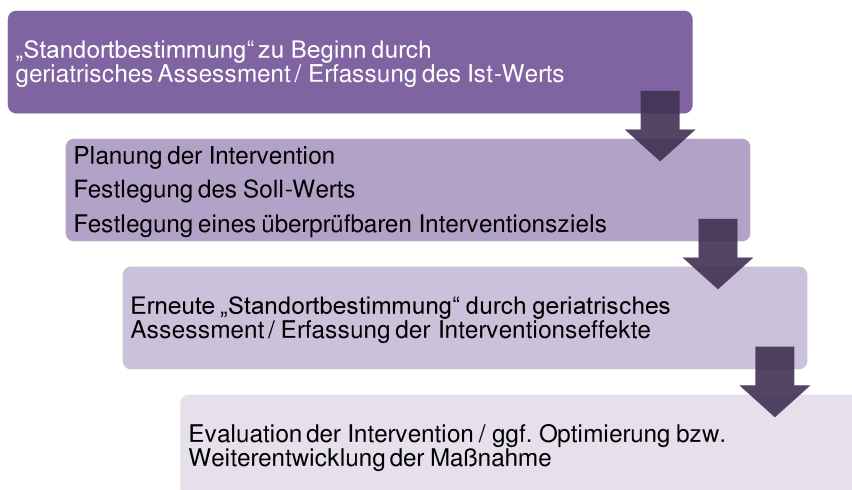 „Standortbestimmung“ zu Beginn durch
geriatrisches Assessment / Erfassung des Ist-Werts
Planung der Intervention
Festlegung des Soll-Werts
Festlegung eines überprüfbaren Interventionsziels
Erneute „Standortbestimmung“ durch geriatrisches
Assessment / Erfassung der Interventionseffekte
Evaluation der Intervention / ggf. Optimierung bzw.
Weiterentwicklung der Maßnahme